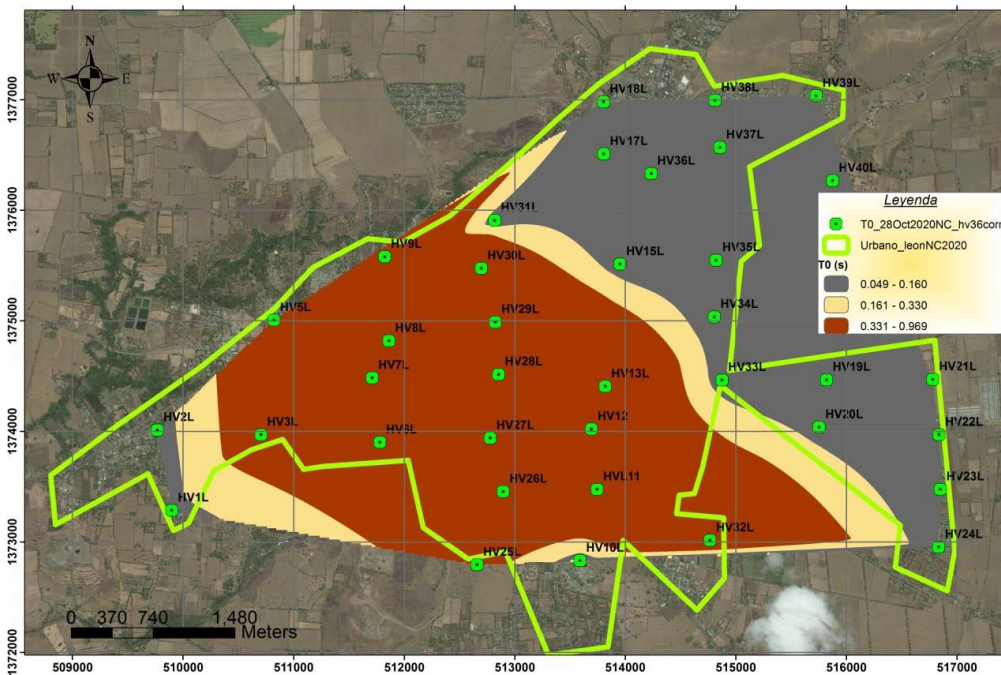 N
W E
S
HV18L
HV38L
HV39L
HV17L
HV37L
HV36L
HV40L
HV31L
HV9L
HV30L
HV15L
HV35L
HV5L
HV29L
HV34L
HV8L
HV7L
HV28L
HV13L
HV33L
HV19L
HV21L
HV2L
HV3L
HV27L
HV12
HV20L
HV22L
HV26L
HVL11
HV23L
HV1L
HV32L
HV24L
HV25L
HV10L
Leyenda
T0_28Oct2020NC_hv36corr
Urbano_leonNC2020
T0 (s)
0.049 - 0.160
0.161 - 0.330
0.331 - 0.969
0 370 740 1,480
Meters
1377000
1376000
1375000
1374000
1373000
1372000
509000 510000 511000 512000 513000 514000 515000 516000 517000